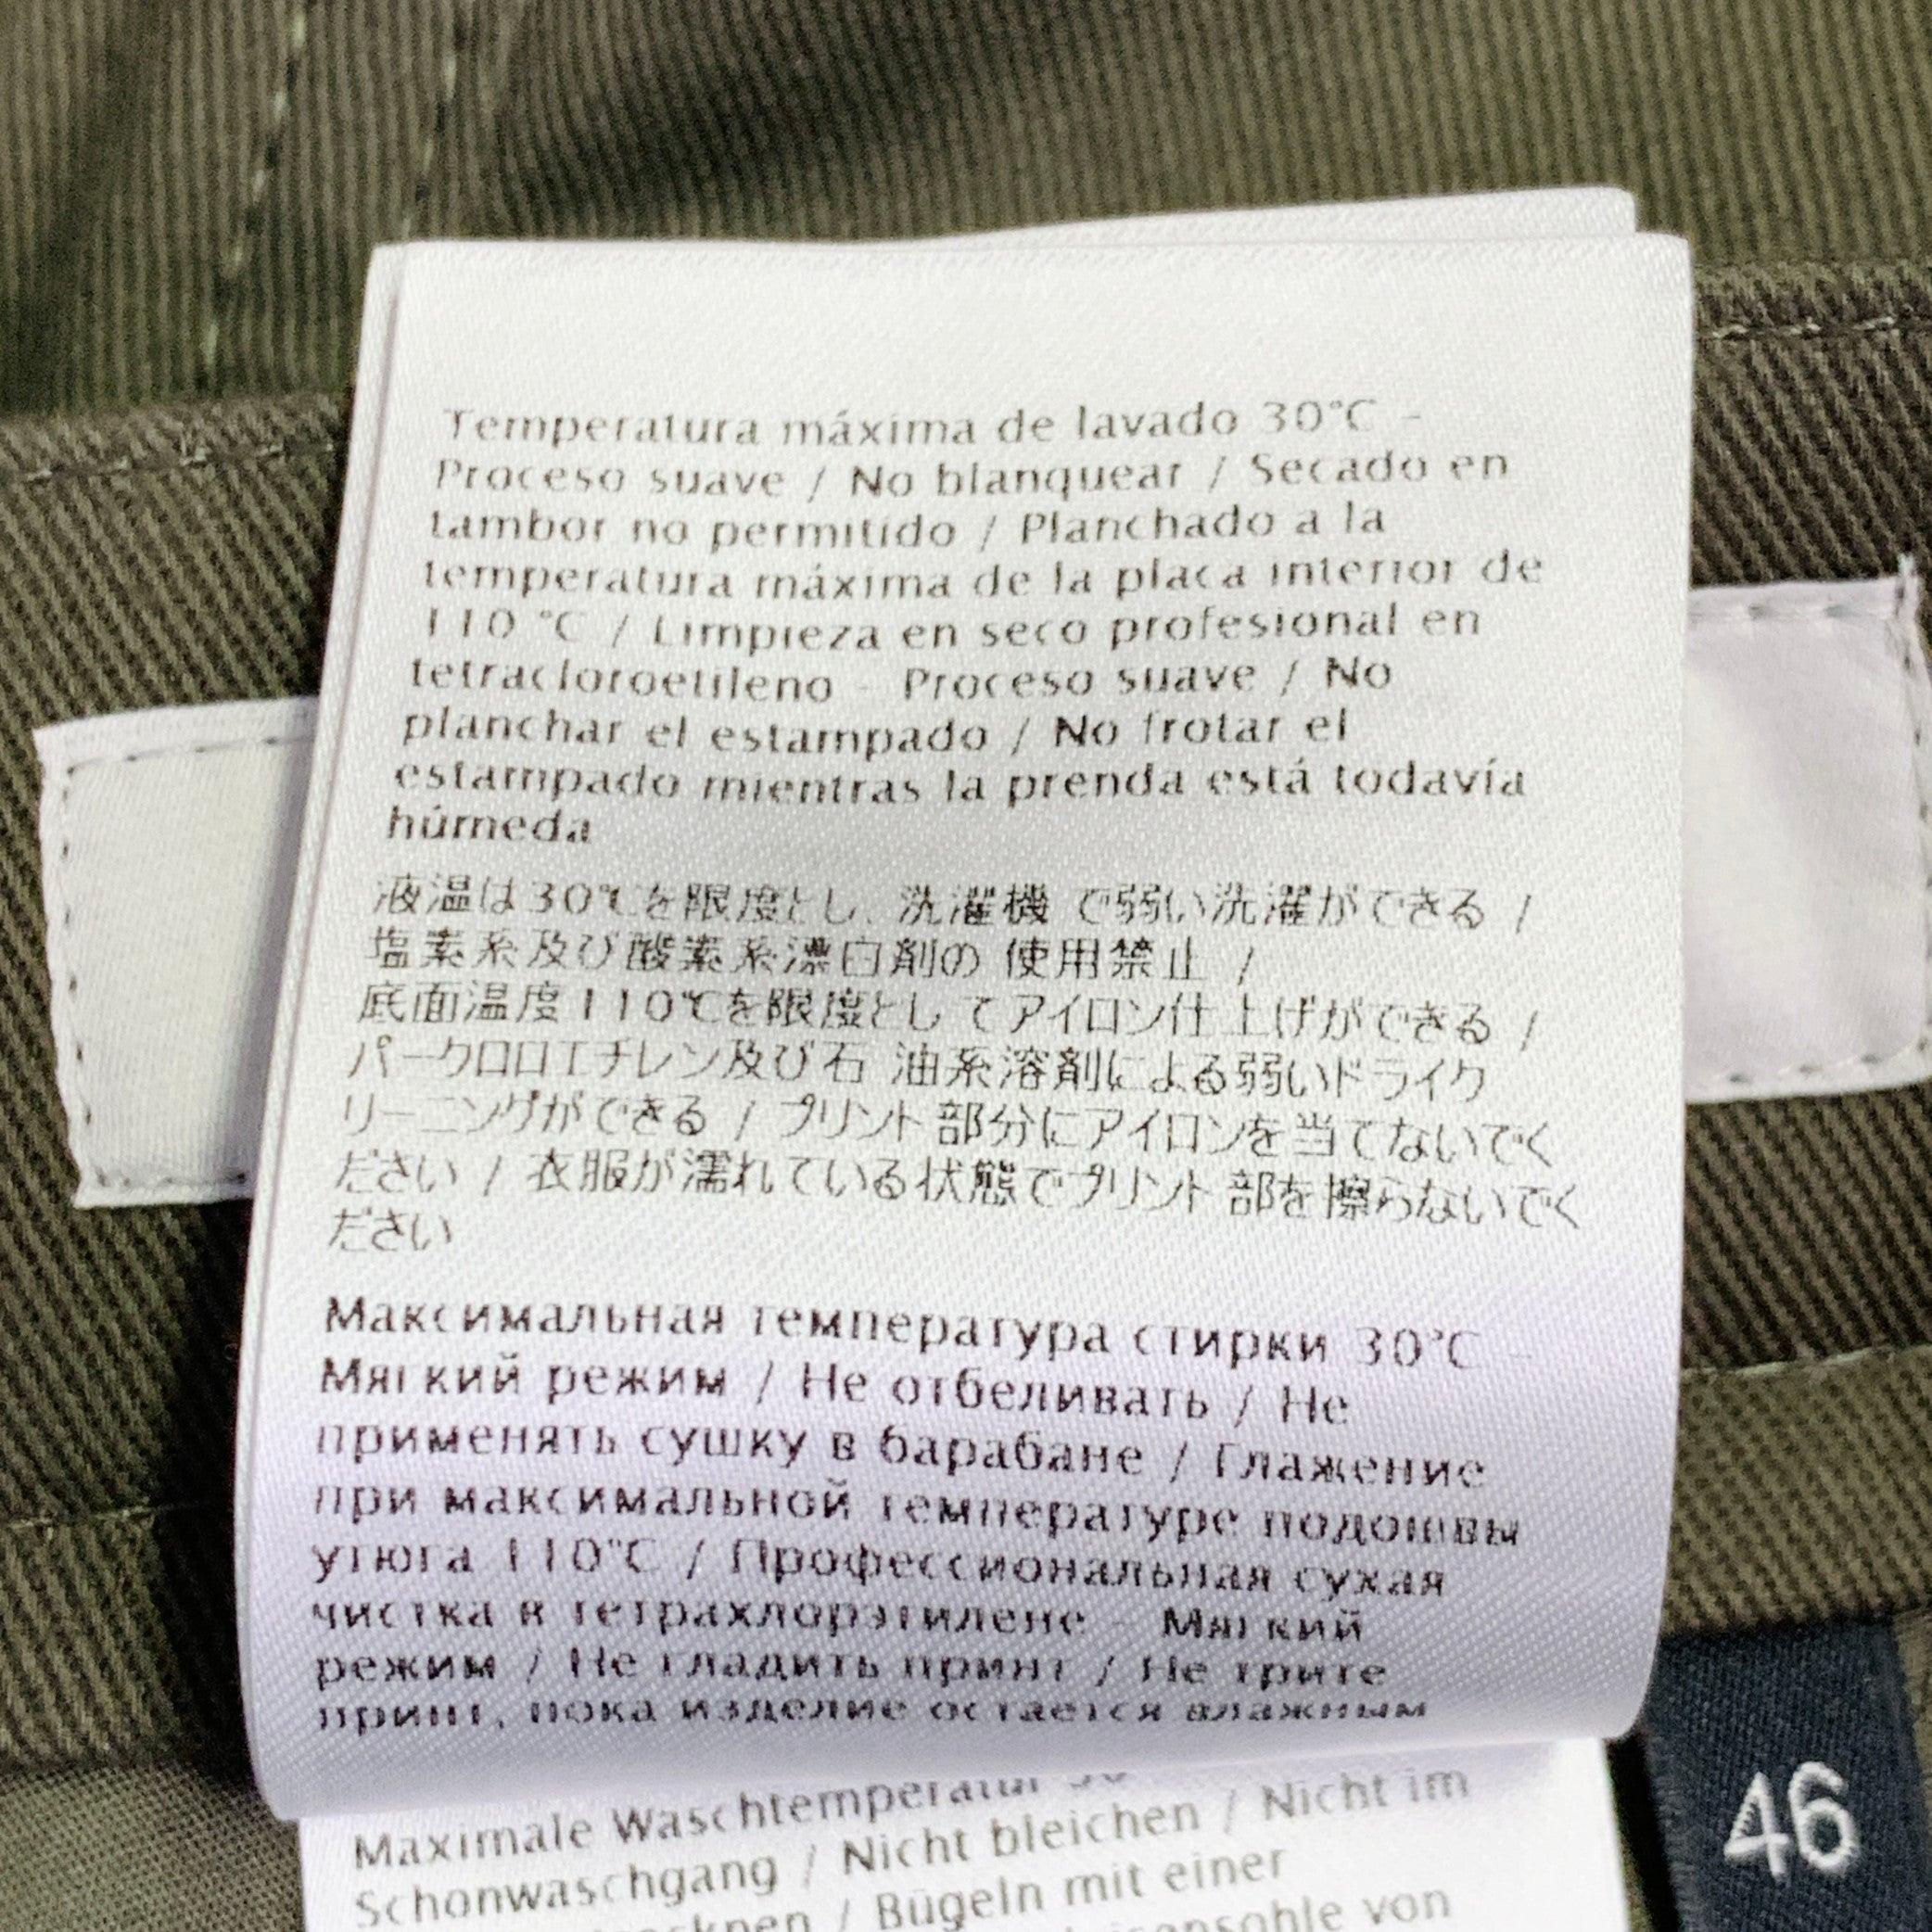 Temperatura máxima de lavado 30°C -
Proceso suave / No blanquear / Secado en
tambor no permitido / Planchado a la
temperatura máxima de la placa interior de
110 °C / Limpieza en seco profesional en
tetracloroetileno - Proceso suave / No
planchar el estampado / No frotar el
estampado mientras la prenda está todavía
húmeda
液温は30℃を限度とし、洗濯機 で弱い洗濯ができる /
塩素系及び酸素系漂白剤の 使用禁止 /
底面温度110℃を限度とし てアイロン仕上げができる /
パークロロエチレン及び石 油系溶剤による弱いドライク
リーニングができる / プリント 部分にアイロンを当てないでく
ださい / 衣服が濡れている状態でプリント 部を擦らないでく
ださい
Максимальная температура стирки 30°C -
Мягкий режим / Не отбеливать / Не
применять сушку в барабане / Глажение
при максимальной температуре подошвы
утюга 110°C / Профессиональная сухая
чистка в тетрахлорэтилене - Мягкий
режим / Не гладить принт / Не трите
принт, пока изделие остается влажным
Maximale Waschtemperatur 30
Schonwaschgang / Nicht bleichen / Nicht im
/ Bügeln mit einer
von
46